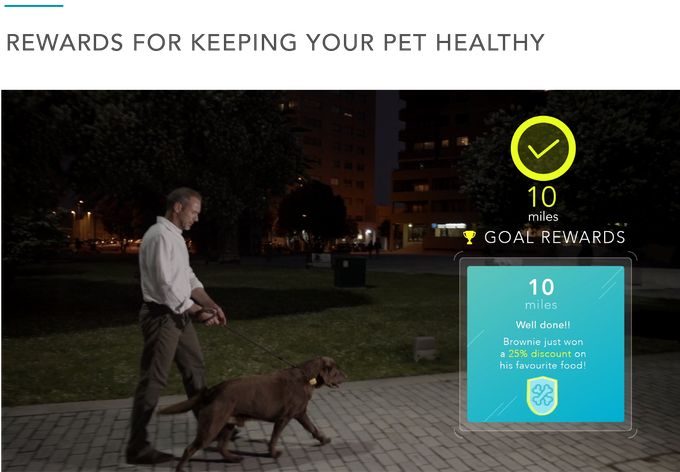 REWARDS FOR KEEPING YOUR PET HEALTHY
10
miles
GOAL REWARDS
10
miles
Well done!!
Brownie just won
a 25% discount on
his favourite food!